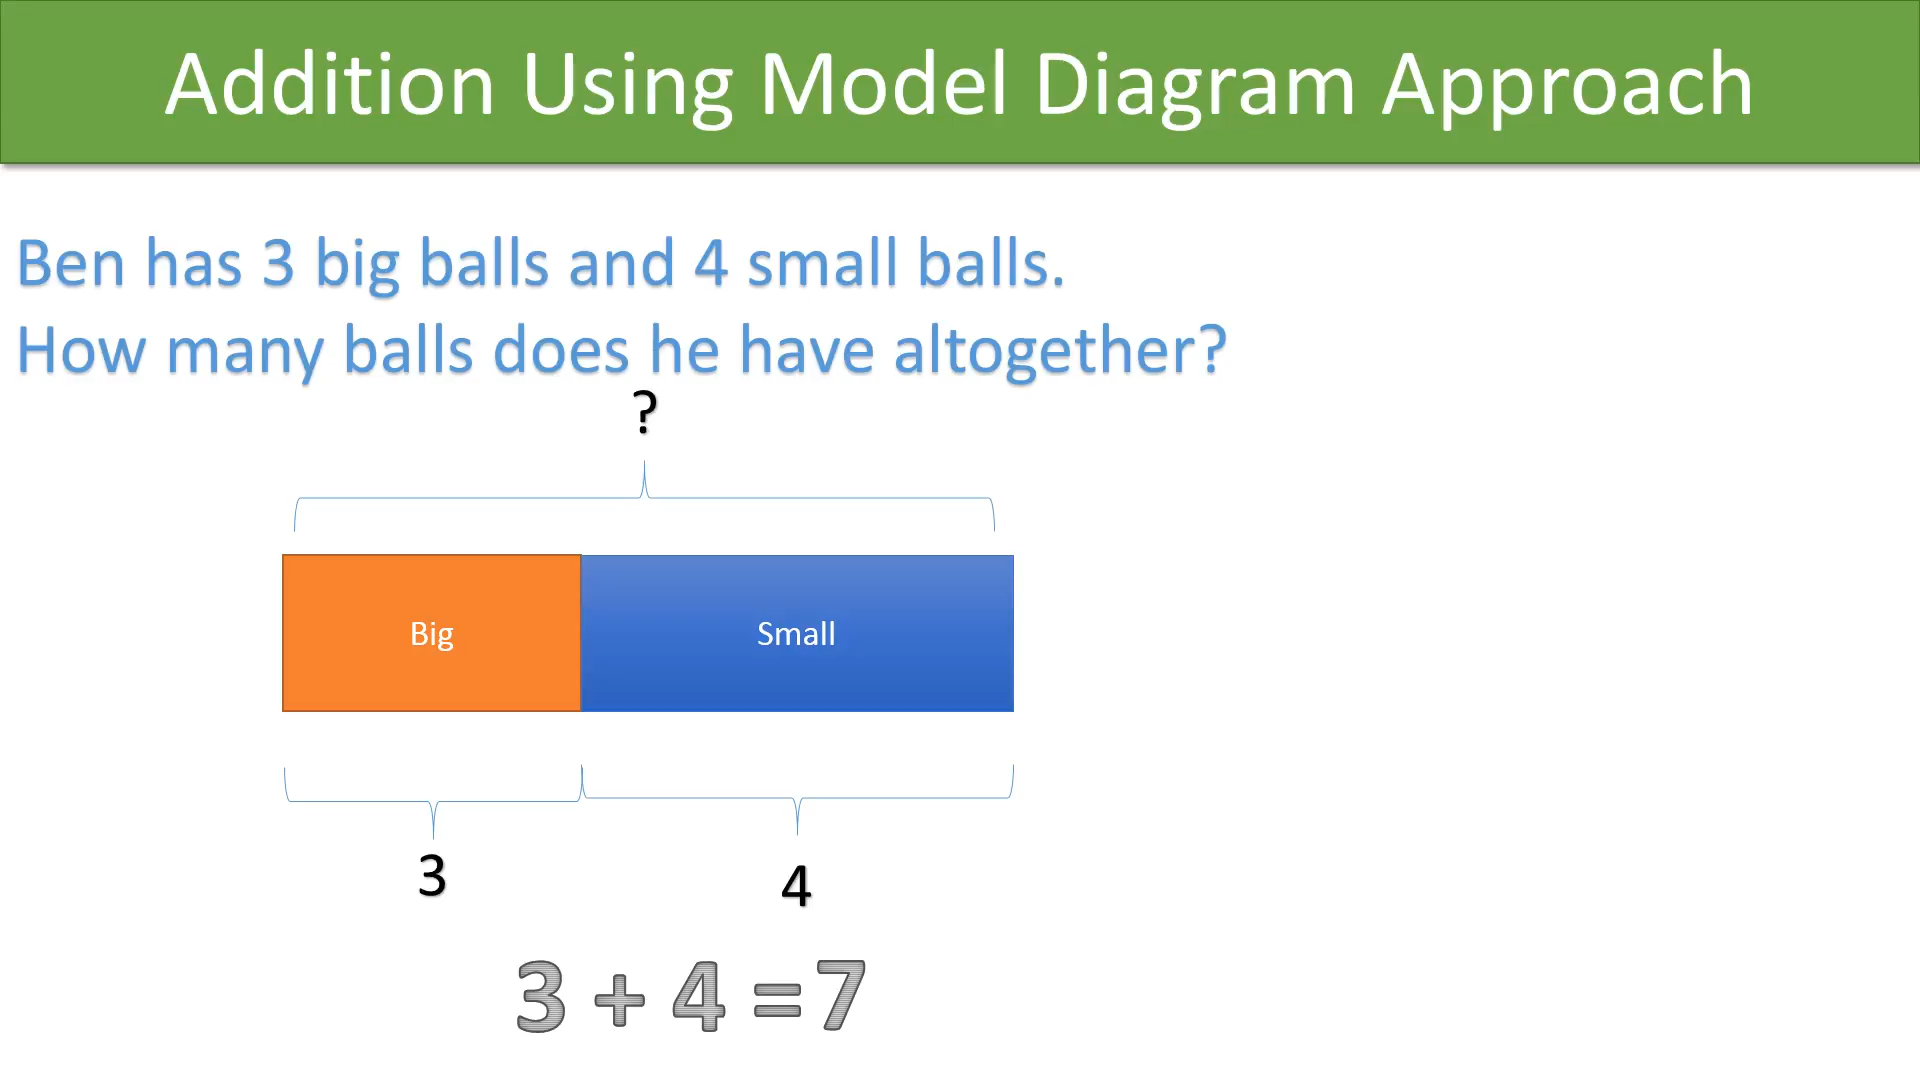 Addition Using Model Diagram Approach
Ben has 3 big balls and 4 small balls.
How many balls does he have altogether?
?
Big Small
3 4
3 + 4 = 7